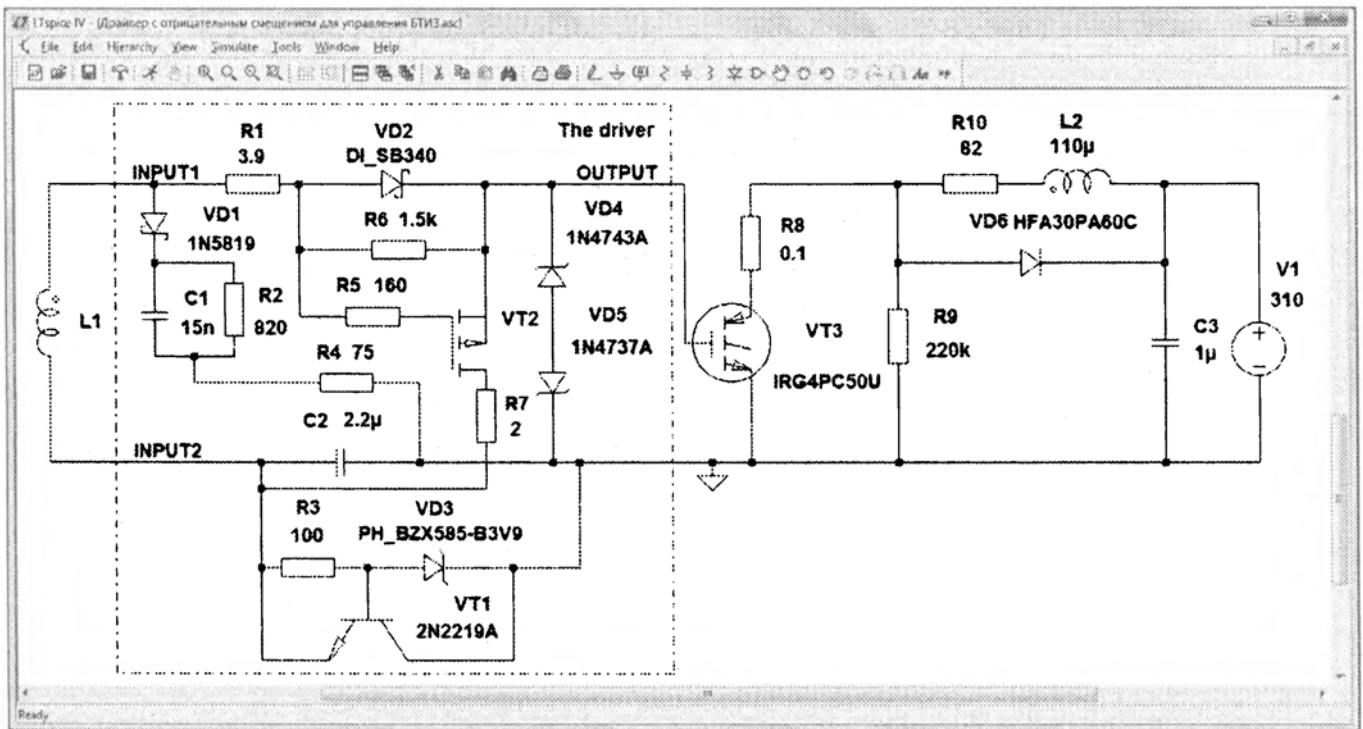 LTspice IV - [Драйвер с отрицательным смещением для управления БТИЗ.asc]
File Edit Hierarchy View Simulate Tools Window Help
The driver
R1
3.9
VD2
DI_SB340
INPUT1
OUTPUT
VD1
1N5819
R6 1.5k
VD4
1N4743A
R10
82
L2
110µ
R8
0.1
VD6 HFA30PA60C
V1
310
L1
C1
15n
R2
820
R5 160
VT2
VD5
1N4737A
VT3
IRG4PC50U
R9
220k
C3
1µ
R4 75
C2 2.2µ
R7
2
INPUT2
R3
100
VD3
PH_BZX585-B3V9
VT1
2N2219A
Ready